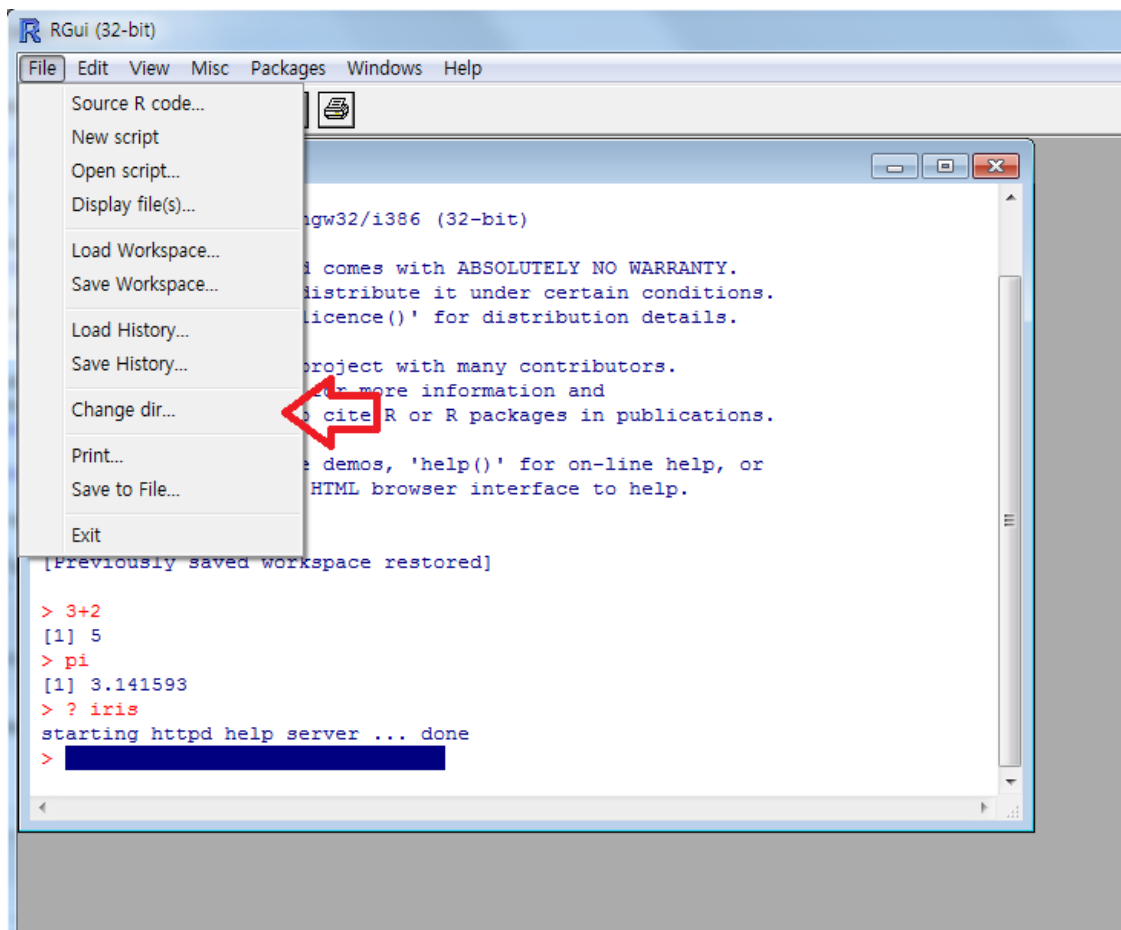 RGui (32-bit)
File Edit View Misc Packages Windows Help
Source R code...
New script
Open script...
Display file(s)...
Load Workspace...
Save Workspace...
Load History...
Save History...
Change dir...
Print...
Save to File...
Exit
ngw32/i386 (32-bit)
d comes with ABSOLUTELY NO WARRANTY.
distribute it under certain conditions.
licence()' for distribution details.
project with many contributors.
for more information and
cite R or R packages in publications.
demos, 'help()' for on-line help, or
HTML browser interface to help.
[Previously saved workspace restored]
> 3+2
[1] 5
> pi
[1] 3.141593
> ? iris
starting httpd help server ... done
>